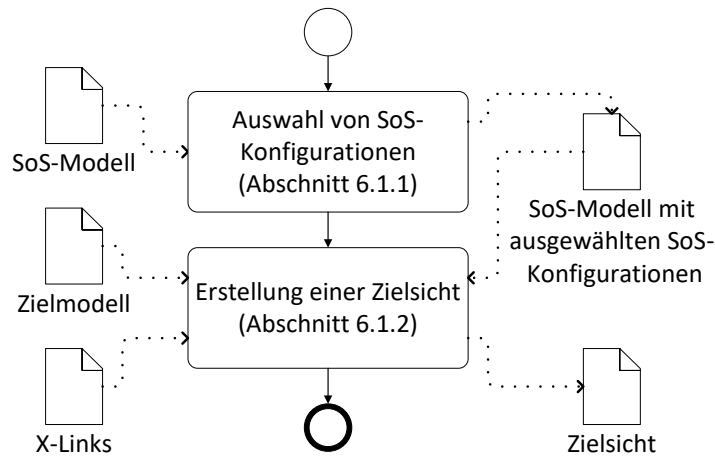 SoS-Modell
Auswahl von SoS-
Konfigurationen
(Abschnitt 6.1.1)
SoS-Modell mit
ausgewählten SoS-
Konfigurationen
Zielmodell
Erstellung einer Zielsicht
(Abschnitt 6.1.2)
X-Links
Zielsicht